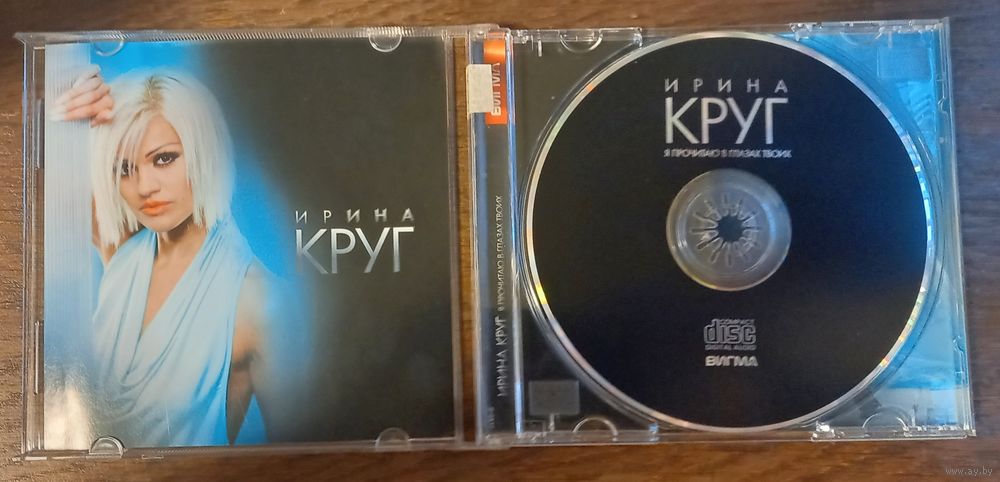 ИРИНА
КРУГ
ВИГМА
ИРИНА КРУГ Я ПРОЧИТАЮ В ГЛАЗАХ ТВОИХ
ИРИНА
КРУГ
Я ПРОЧИТАЮ В ГЛАЗАХ ТВОИХ
COMPACT
disc
DIGITAL AUDIO
ВИГМА
www.ay.by